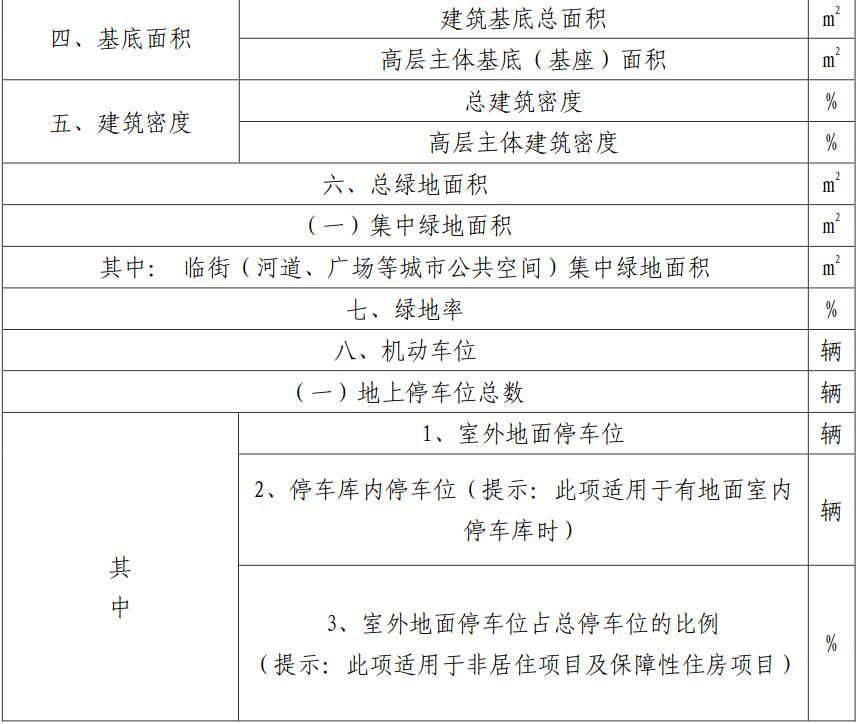 四、基底面积
建筑基底总面积 m²
高层主体基底（基座）面积 m²
五、建筑密度
总建筑密度 %
高层主体建筑密度 %
六、总绿地面积 m²
（一）集中绿地面积 m²
其中： 临街（河道、广场等城市公共空间）集中绿地面积 m²
七、绿地率 %
八、机动车位 辆
（一）地上停车位总数 辆
其
中
1、室外地面停车位 辆
2、停车库内停车位（提示：此项适用于有地面室内
停车库时）
辆
3、室外地面停车位占总停车位的比例
（提示：此项适用于非居住项目及保障性住房项目）
%